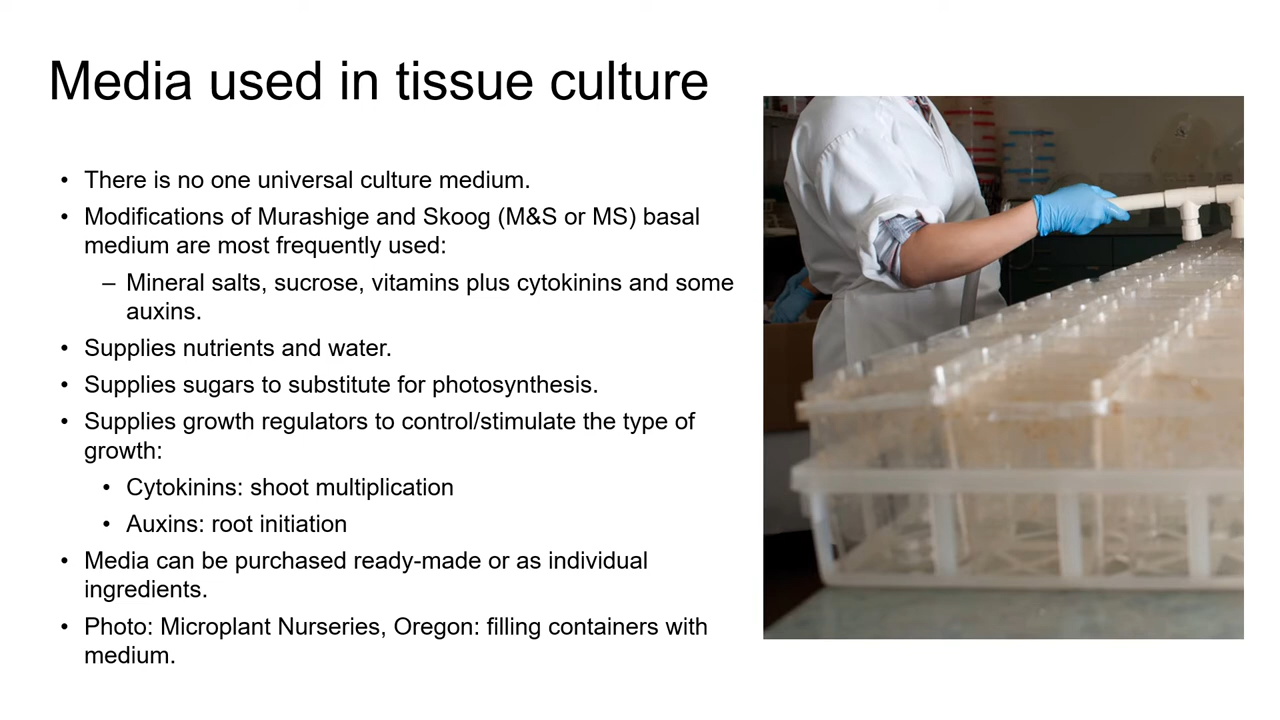 Media used in tissue culture
• There is no one universal culture medium.
• Modifications of Murashige and Skoog (M&S or MS) basal
medium are most frequently used:
– Mineral salts, sucrose, vitamins plus cytokinins and some
auxins.
• Supplies nutrients and water.
• Supplies sugars to substitute for photosynthesis.
• Supplies growth regulators to control/stimulate the type of
growth:
• Cytokinins: shoot multiplication
• Auxins: root initiation
• Media can be purchased ready-made or as individual
ingredients.
• Photo: Microplant Nurseries, Oregon: filling containers with
medium.